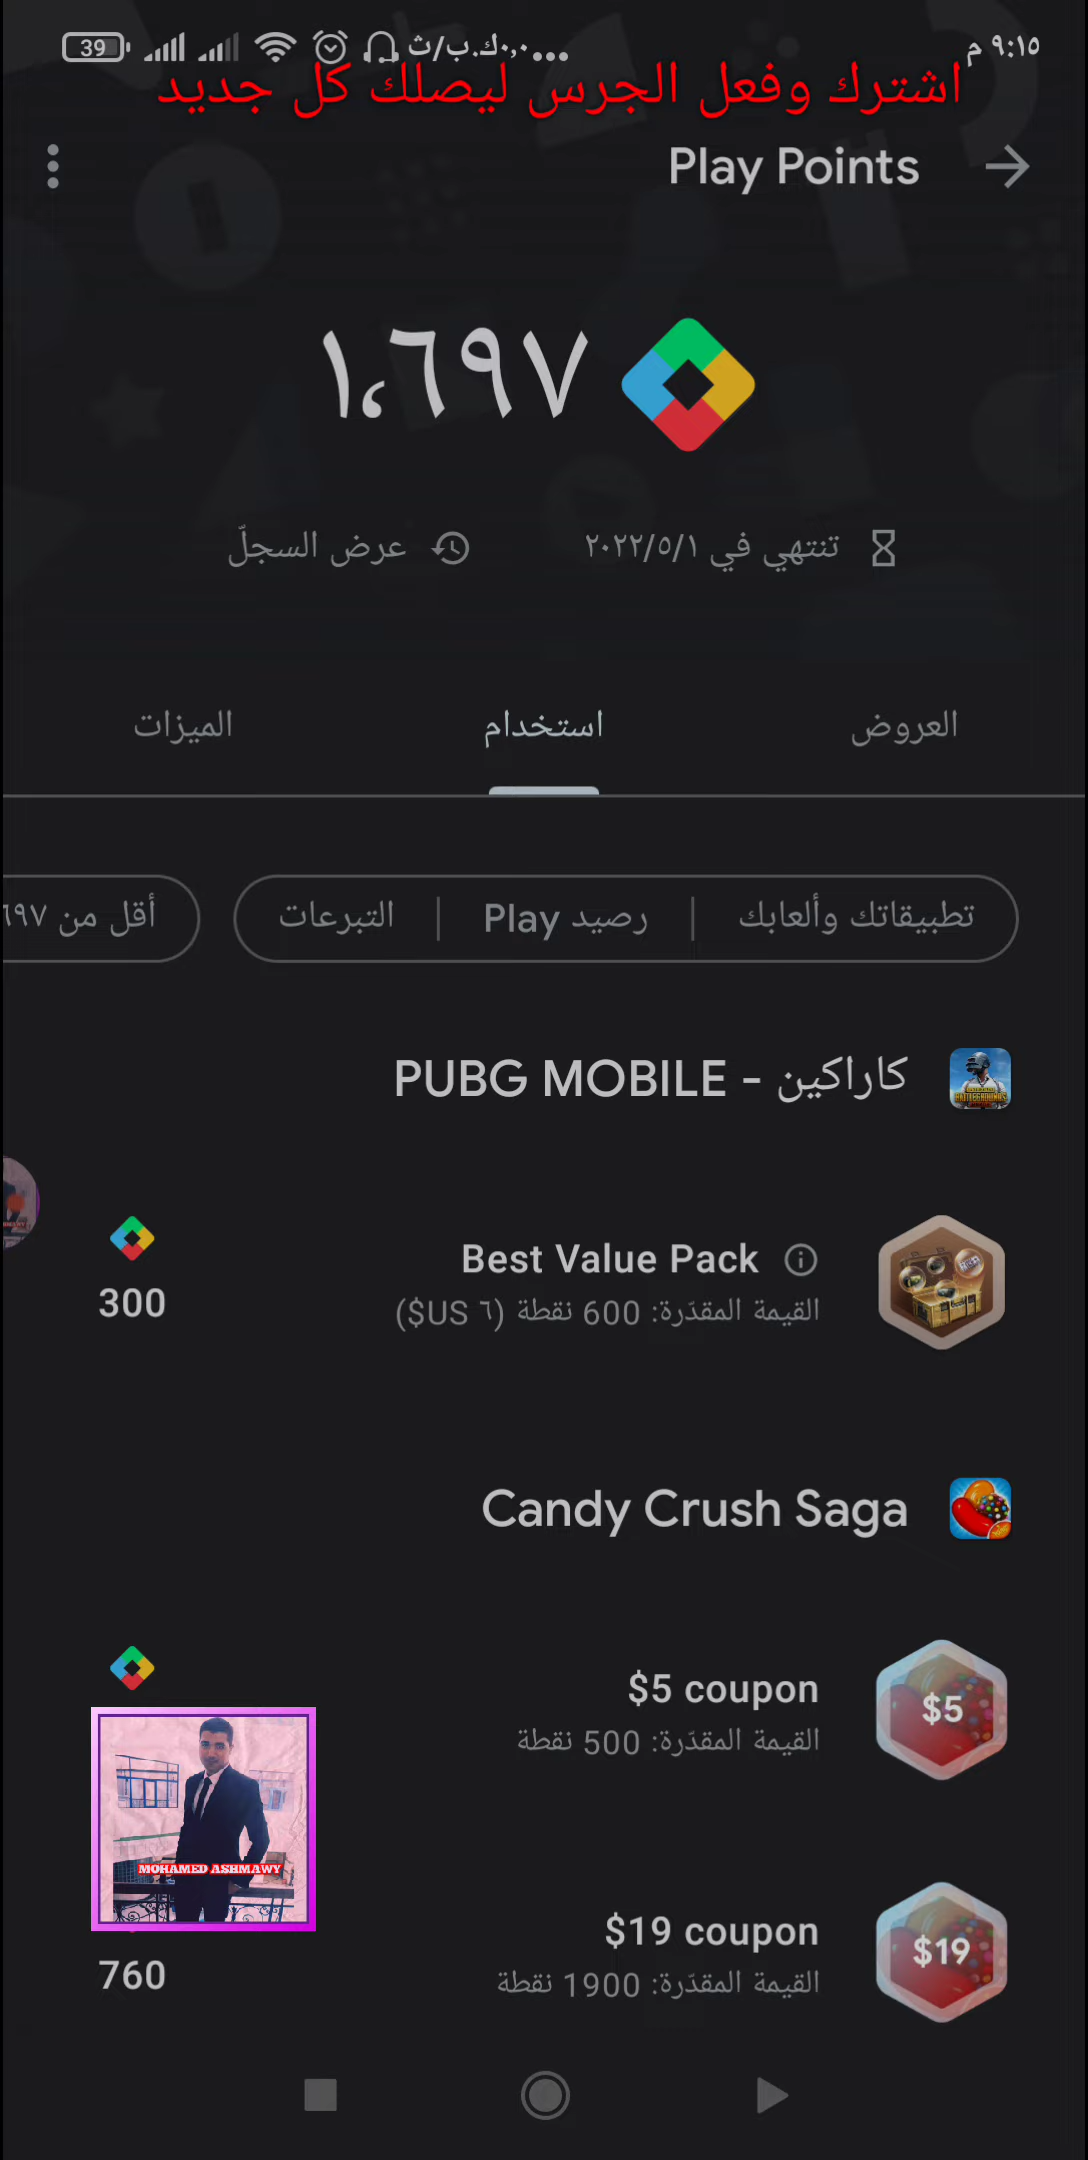 ٩:١٥ م
...٠,٠ك.ب/ث
39
اشترك وفعل الجرس ليصلك كل جديد
Play Points
١،٦٩٧
تنتهي في ٢٠٢٢/٥/١
عرض السجلّ
العروض
استخدام
الميزات
تطبيقاتك وألعابك
رصيد Play
التبرعات
أقل من ٦٩٧
PUBG MOBILE - كاراكين
Best Value Pack
القيمة المقدّرة: 600 نقطة (٦ US$)
300
Candy Crush Saga
$5
$5 coupon
القيمة المقدّرة: 500 نقطة
MOHAMED ASHMAWY
$19
$19 coupon
القيمة المقدّرة: 1900 نقطة
760